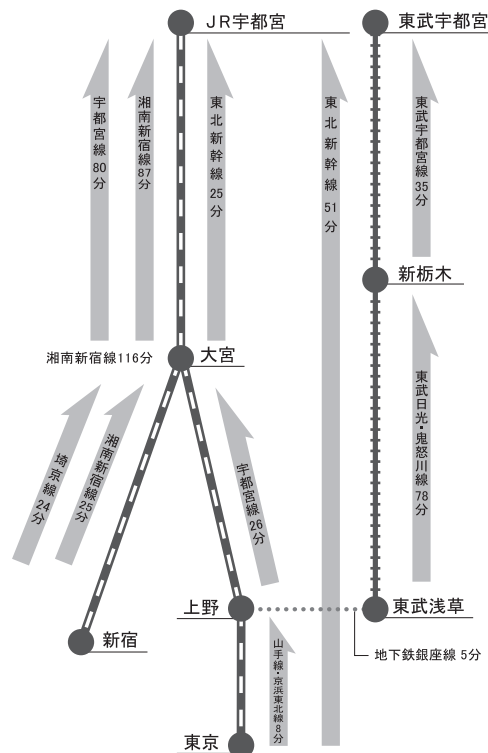 JR宇都宮
東武宇都宮
宇都宮線 80分
湘南新宿線 87分
東北新幹線 25分
東北新幹線 51分
東武宇都宮線 35分
新栃木
湘南新宿線116分
大宮
埼京線 24分
湘南新宿線 25分
宇都宮線 26分
東武日光・鬼怒川線 78分
上野
東武浅草
新宿
山手線・京浜東北線 8分
地下鉄銀座線 5分
東京